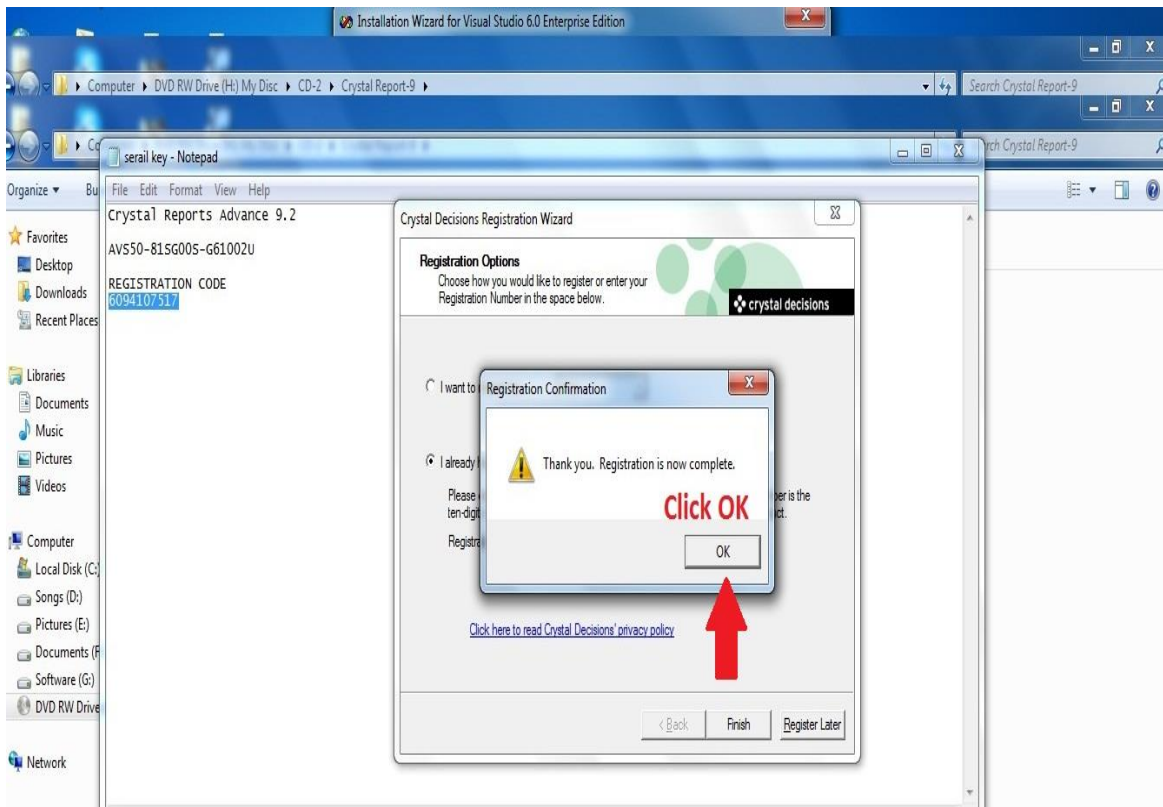 Installation Wizard for Visual Studio 6.0 Enterprise Edition
Computer DVD RW Drive (H:) My Disc CD-2 Crystal Report-9
Search Crystal Report-9
Crystal Report-9
serail key - Notepad
Organize
File Edit Format View Help
Crystal Reports Advance 9.2
AVS50-81SG00S-G61002U
REGISTRATION CODE
6094107517
Favorites
Desktop
Downloads
Recent Places
Libraries
Documents
Music
Pictures
Videos
Computer
Local Disk (C:)
Songs (D:)
Pictures (E:)
Documents (F
Software (G:)
DVD RW Drive
Network
Crystal Decisions Registration Wizard
Registration Options
Choose how you would like to register or enter your
Registration Number in the space below.
crystal decisions
I want to
Registration Confirmation
I already
Thank you. Registration is now complete.
Please
is the
ten-digit
Click OK
OK
Click here to read Crystal Decisions' privacy policy
< Back Finish Register Later